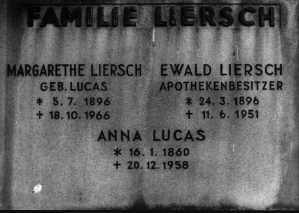 FAMILIE LIERSCH
MARGARETHE LIERSCH
GEB. LUCAS
* 5. 7. 1896
+ 18. 10. 1966
EWALD LIERSCH
APOTHEKENBESITZER
* 24. 3. 1896
+ 11. 6. 1951
ANNA LUCAS
* 16. 1. 1860
+ 20. 12. 1958